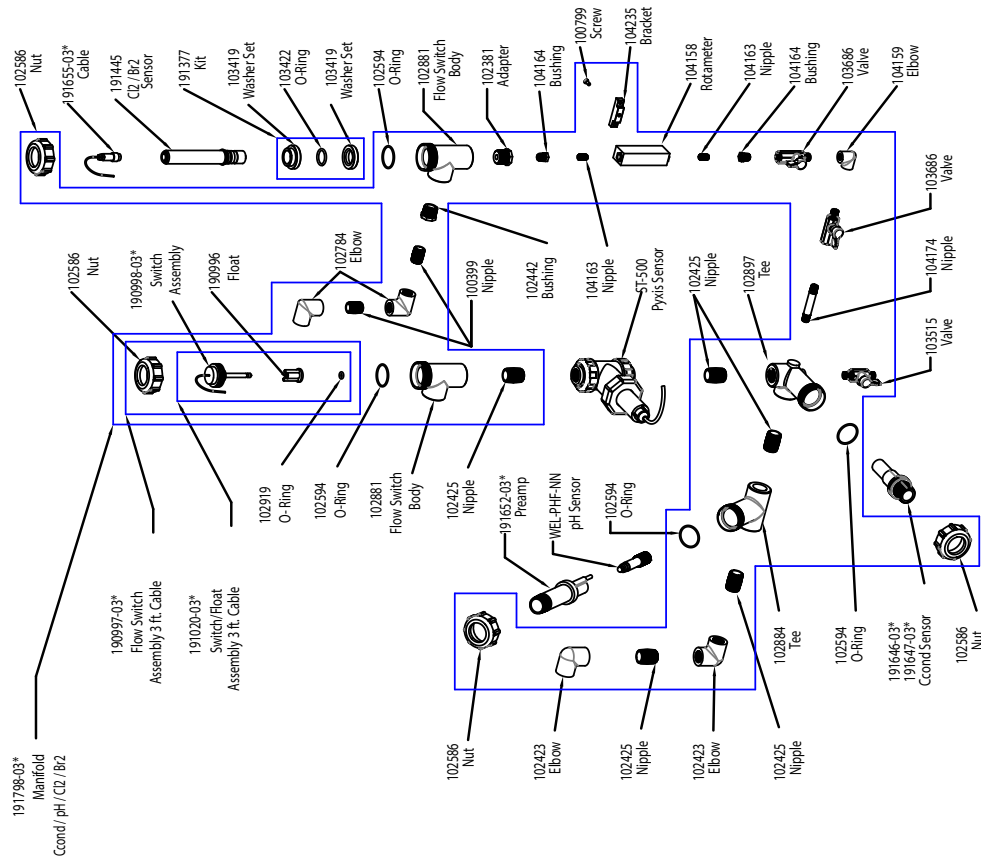 102586
Nut
191655-03*
Cable
191445
Cl2 / Br2
Sensor
191377
Kit
103419
Washer Set
103422
O-Ring
103419
Washer Set
102594
O-Ring
102881
Flow Switch
Body
102381
Adapter
104164
Bushing
100799
Screw
104235
Bracket
104158
Rotameter
104163
Nipple
104164
Bushing
103686
Valve
104159
Elbow
102586
Nut
190998-03*
Switch
Assembly
190996
Float
102784
Elbow
100399
Nipple
102442
Bushing
104163
Nipple
ST-500
Pyxis Sensor
102425
Nipple
102897
Tee
103686
Valve
104174
Nipple
103515
Valve
102919
O- Ring
102594
O-Ring
102881
Flow Switch
Body
102425
Nipple
191652-03*
Preamp
WEL-PHF-NN
pH Sensor
102594
O-Ring
190997-03*
Flow Switch
Assembly 3 ft. Cable
191020-03*
Switch/Float
Assembly 3 ft. Cable
102884
Tee
102594
O-Ring
191646-03*
191647-03*
Ccond Sensor
102586
Nut
191798-03*
Manifold
Ccond / pH / Cl2 / Br2
102586
Nut
102423
Elbow
102425
Nipple
102423
Elbow
102425
Nipple